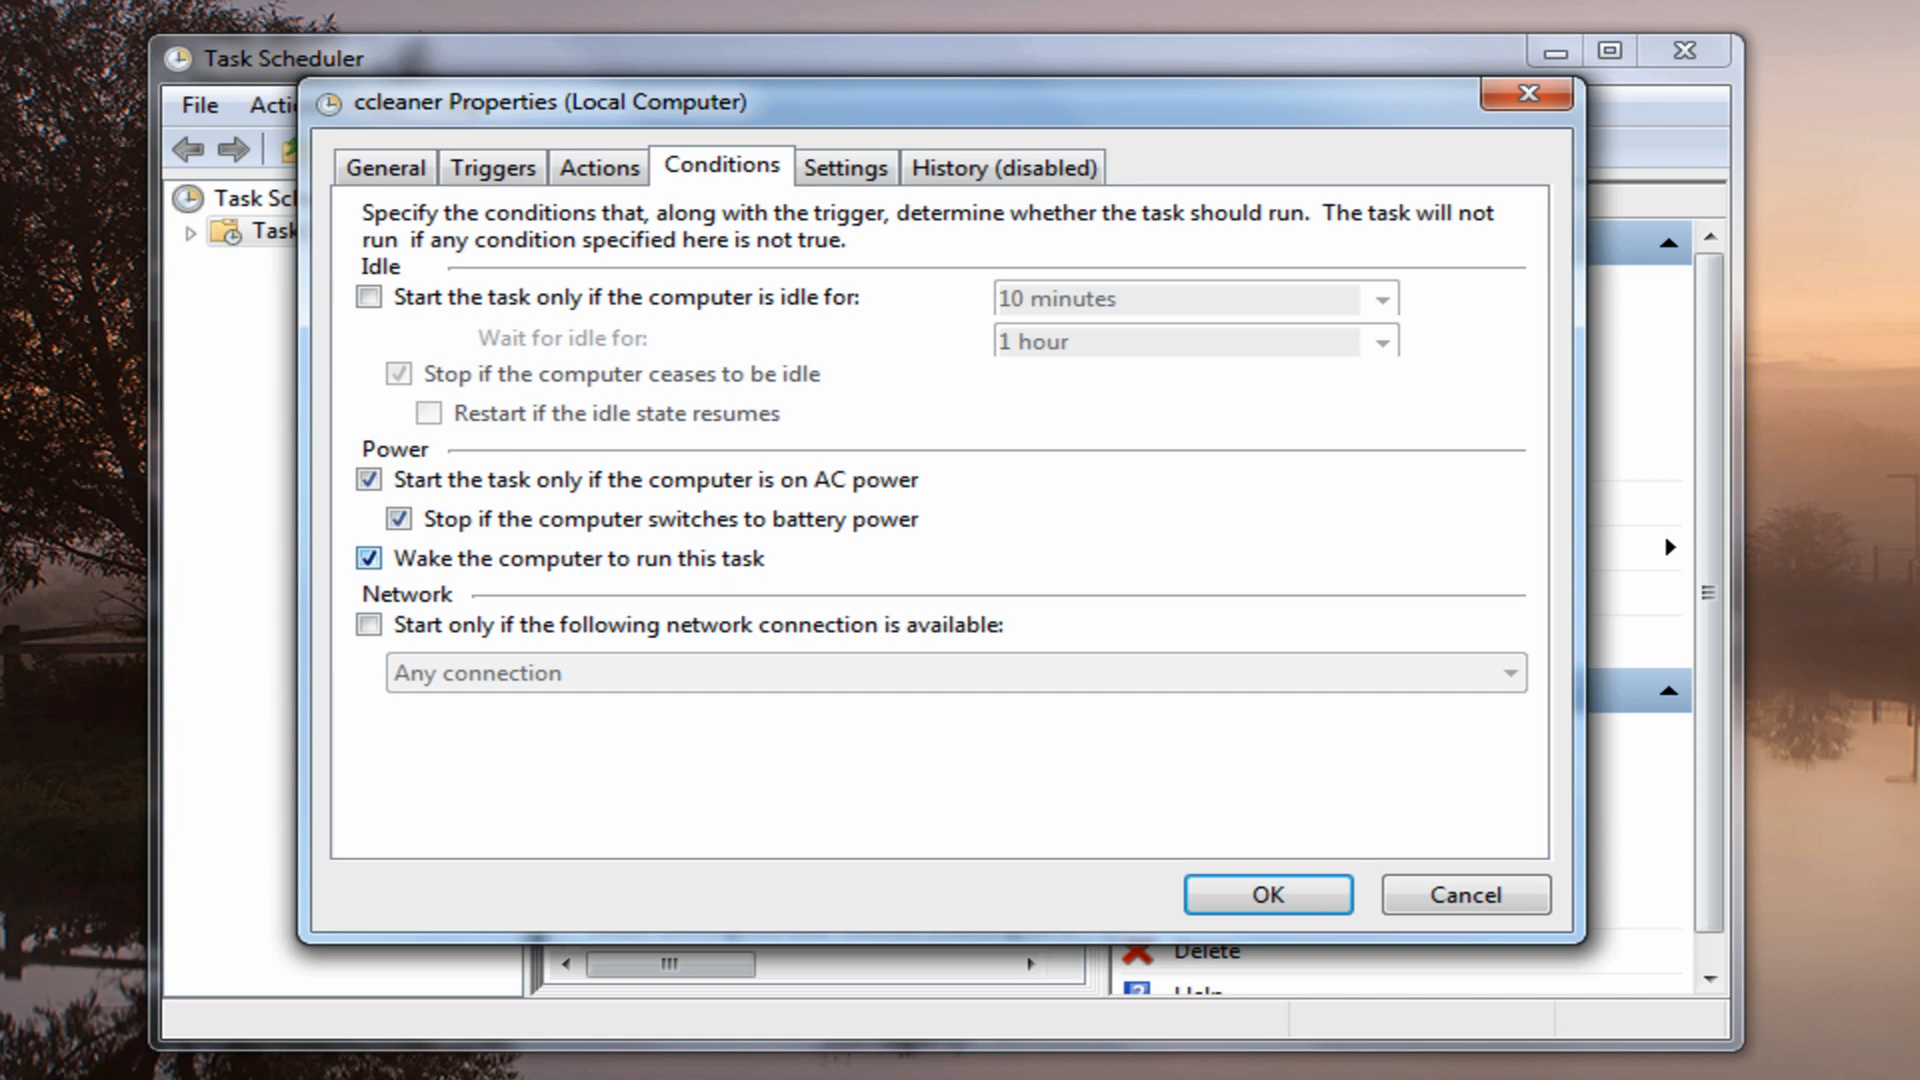 Task Scheduler
File
ccleaner Properties (Local Computer)
General Triggers Actions Conditions Settings History (disabled)
Task
Specify the conditions that, along with the trigger, determine whether the task should run. The task will not
run if any condition specified here is not true.
Idle
Start the task only if the computer is idle for: 10 minutes
Wait for idle for: 1 hour
Stop if the computer ceases to be idle
Restart if the idle state resumes
Power
Start the task only if the computer is on AC power
Stop if the computer switches to battery power
Wake the computer to run this task
Network
Start only if the following network connection is available:
Any connection
OK Cancel
Delete